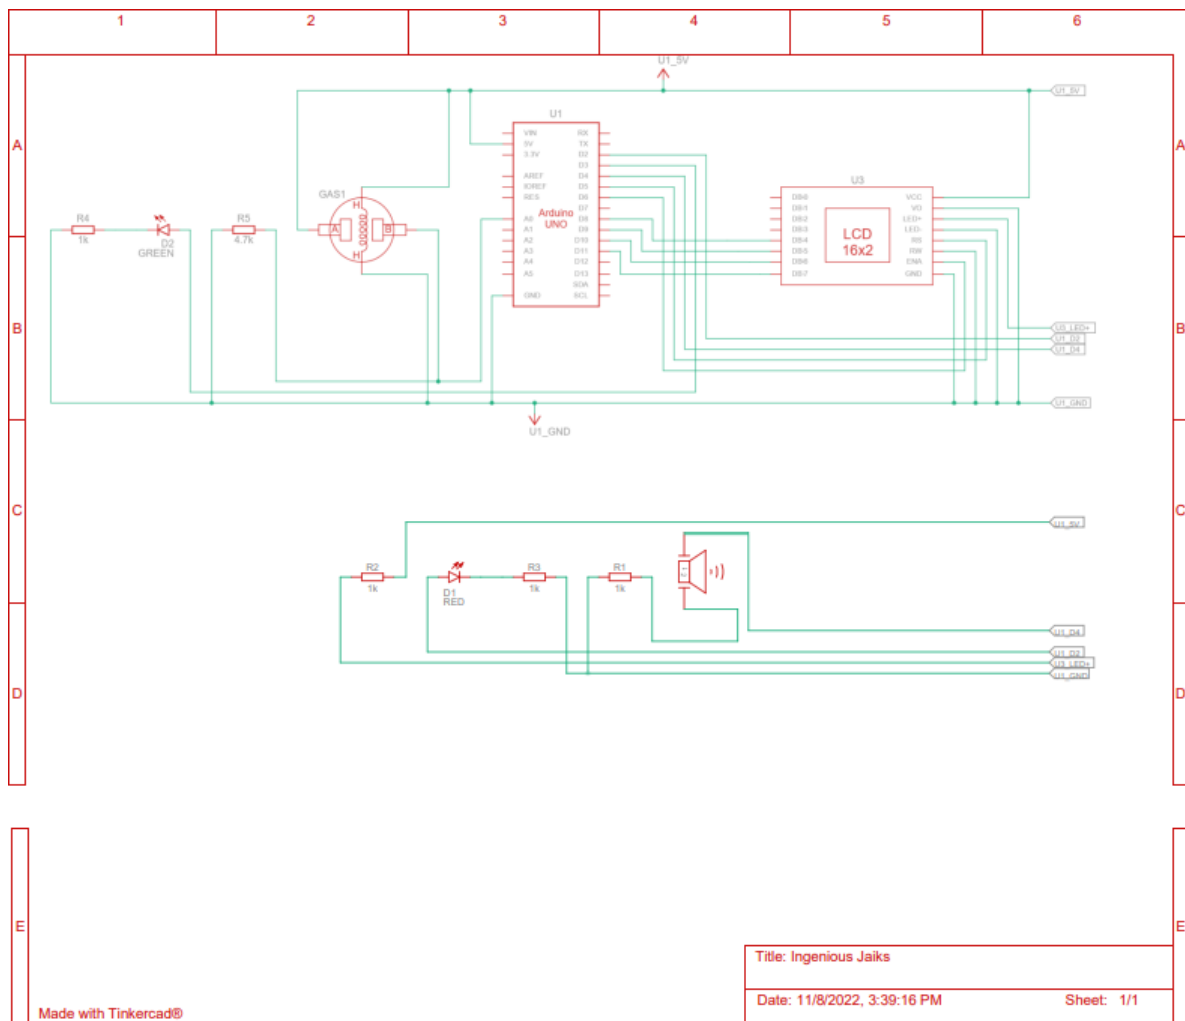 1 2 3 4 5 6
A A
U1_5V
U1_5V
U1
VIN RX
5V TX
3.3V D2
D3
AREF D4
IOREF D5
RES D6
D7
A0 D8
A1 D9
A2 D10
A3 D11
A4 D12
A5 D13
SDA
GND SCL
Arduino
UNO
GAS1
H
A B
H
R4
1k
D2
GREEN
R5
4.7k
U3
DB0 VCC
DB1 VO
DB2 LED+
DB3 LED-
DB4 RS
DB5 RW
DB6 ENA
DB7 GND
LCD
16x2
B B
U3_LED+
U1_D2
U1_D4
U1_GND
U1_GND
C C
U1_5V
R2
1k
D1
RED
R3
1k
R1
1k
U1_D4
U1_D2
U3_LED+
U1_GND
D D
E E
Title: Ingenious Jaiks
Date: 11/8/2022, 3:39:16 PM Sheet: 1/1
Made with Tinkercad®